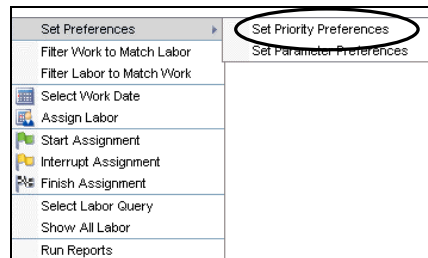 Set Preferences
Set Priority Preferences
Set Parameter Preferences
Filter Work to Match Labor
Filter Labor to Match Work
Select Work Date
Assign Labor
Start Assignment
Interrupt Assignment
Finish Assignment
Select Labor Query
Show All Labor
Run Reports